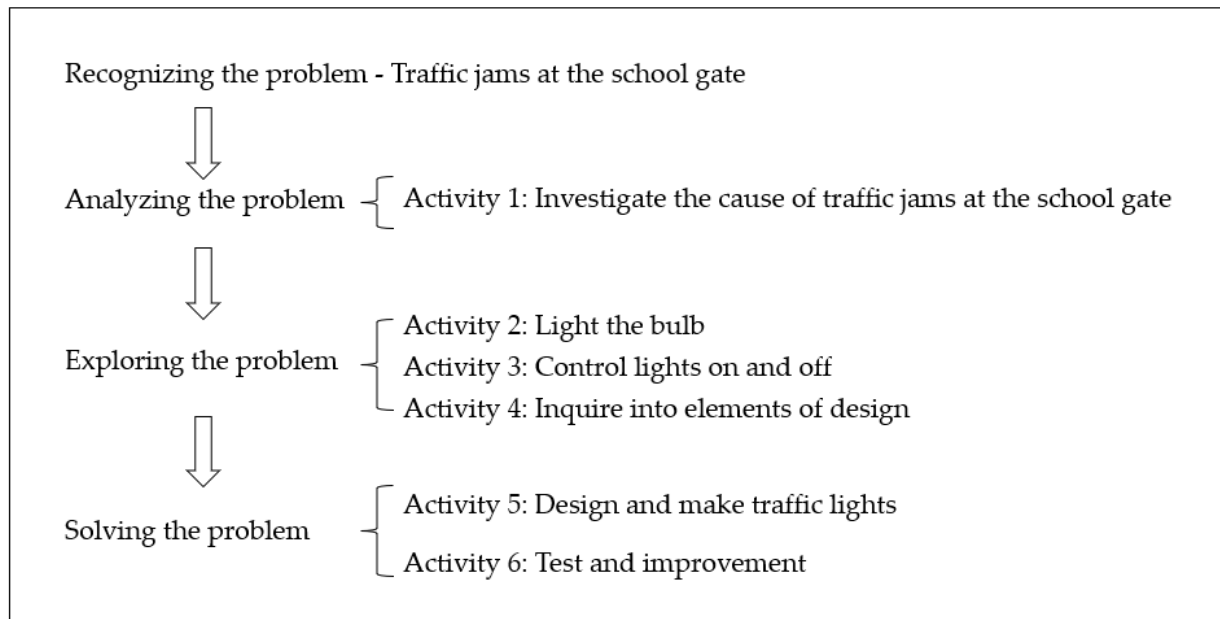 Recognizing the problem - Traffic jams at the school gate
Analyzing the problem
Activity 1: Investigate the cause of traffic jams at the school gate
Exploring the problem
Activity 2: Light the bulb
Activity 3: Control lights on and off
Activity 4: Inquire into elements of design
Solving the problem
Activity 5: Design and make traffic lights
Activity 6: Test and improvement